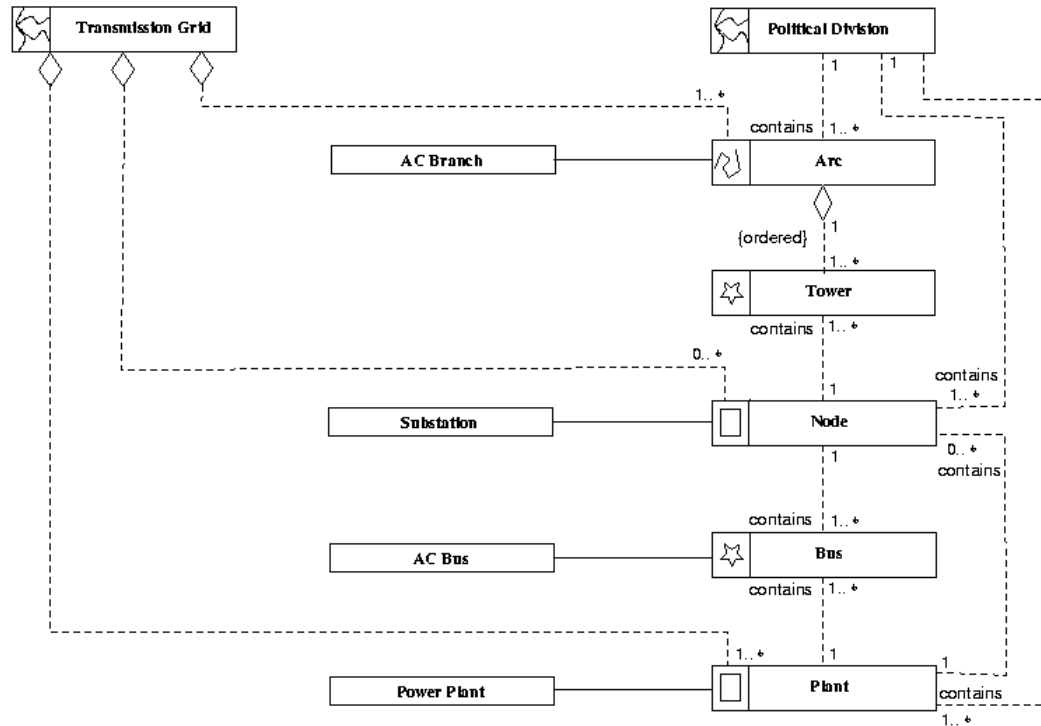 Transmission Grid
Political Division
1
1
1..*
contains
1..*
AC Branch
Arc
1
{ordered}
1..*
Tower
contains
1..*
0..*
contains
1
1..*
Substation
Node
0..*
1
contains
contains
1..*
AC Bus
Bus
contains
1..*
1..*
1
1
Power Plant
Plant
contains
1..*